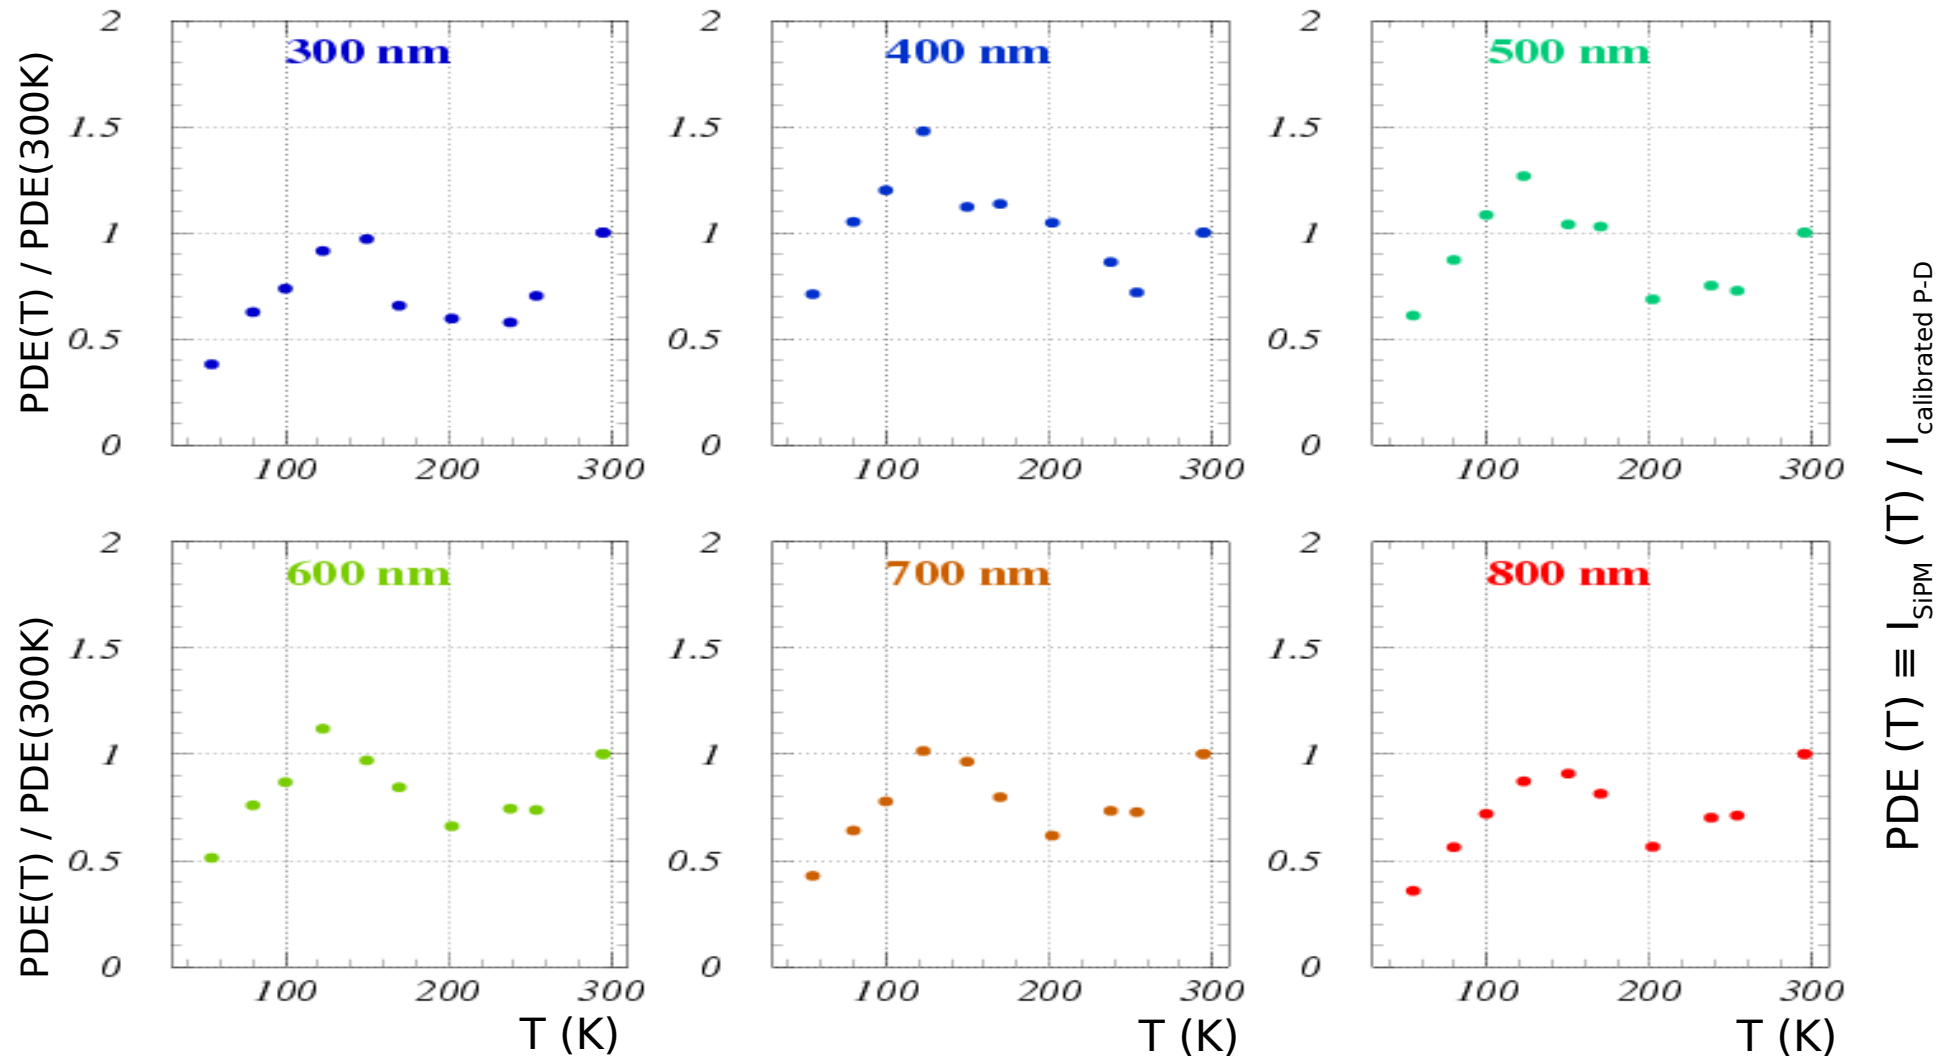 300 nm
400 nm
500 nm
2
1.5
1
0.5
0
100 200 300
2
1.5
1
0.5
0
100 200 300
2
1.5
1
0.5
0
100 200 300
PDE(T) / PDE(300K)
600 nm
700 nm
800 nm
2
1.5
1
0.5
0
100 200 300
2
1.5
1
0.5
0
100 200 300
2
1.5
1
0.5
0
100 200 300
PDE(T) / PDE(300K)
T (K)
T (K)
T (K)
PDE (T) ≡ I_SiPM (T) / I_calibrated P-D